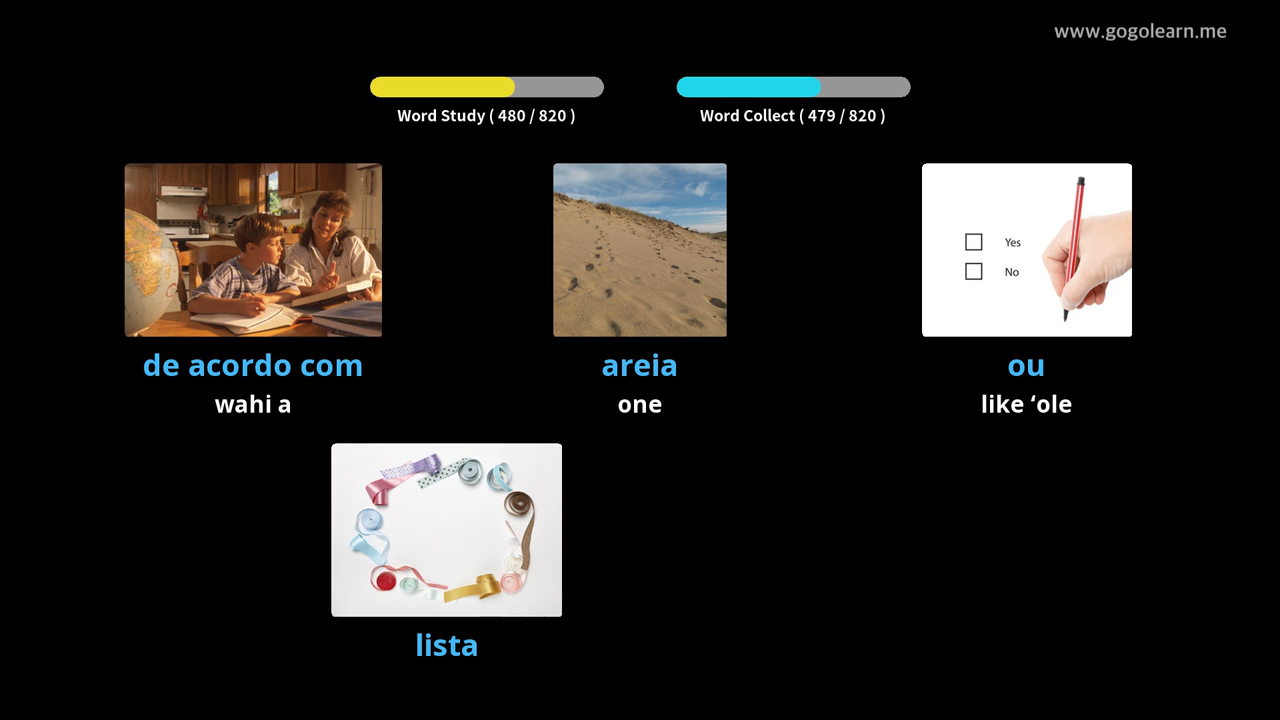 www.gogolearn.me
Word Study ( 480 / 820 )
Word Collect ( 479 / 820 )
de acordo com
wahi a
areia
one
Yes
No
ou
like ‘ole
lista